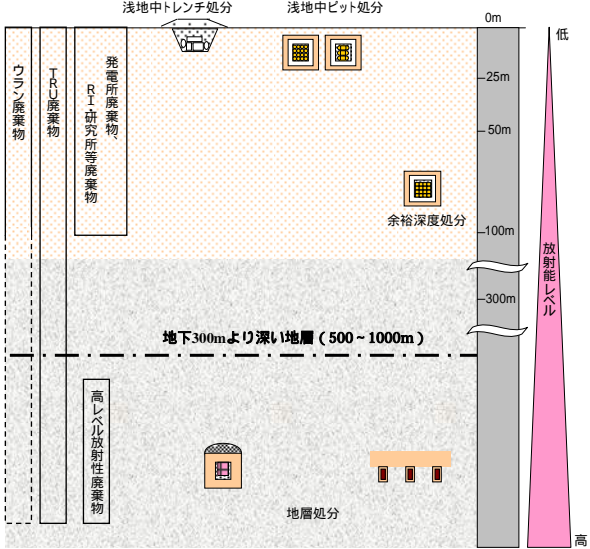 浅地中トレンチ処分
浅地中ピット処分
0m
低
ウラン廃棄物
TRU廃棄物
発電所廃棄物、
RI・研究所等廃棄物
25m
50m
余裕深度処分
100m
放射能レベル
300m
地下300mより深い地層(500~1000m)
高レベル放射性廃棄物
地層処分
高